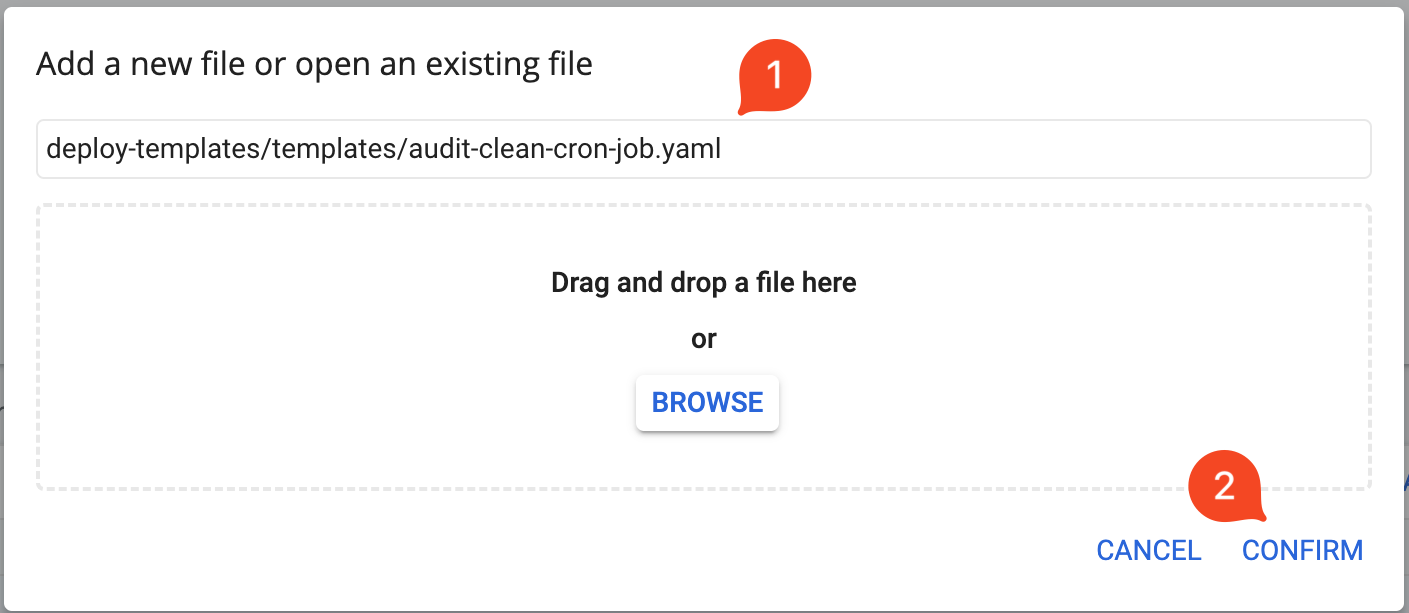 Add a new file or open an existing file
1
deploy-templates/templates/audit-clean-cron-job.yaml
Drag and drop a file here
or
BROWSE
2
CANCEL CONFIRM